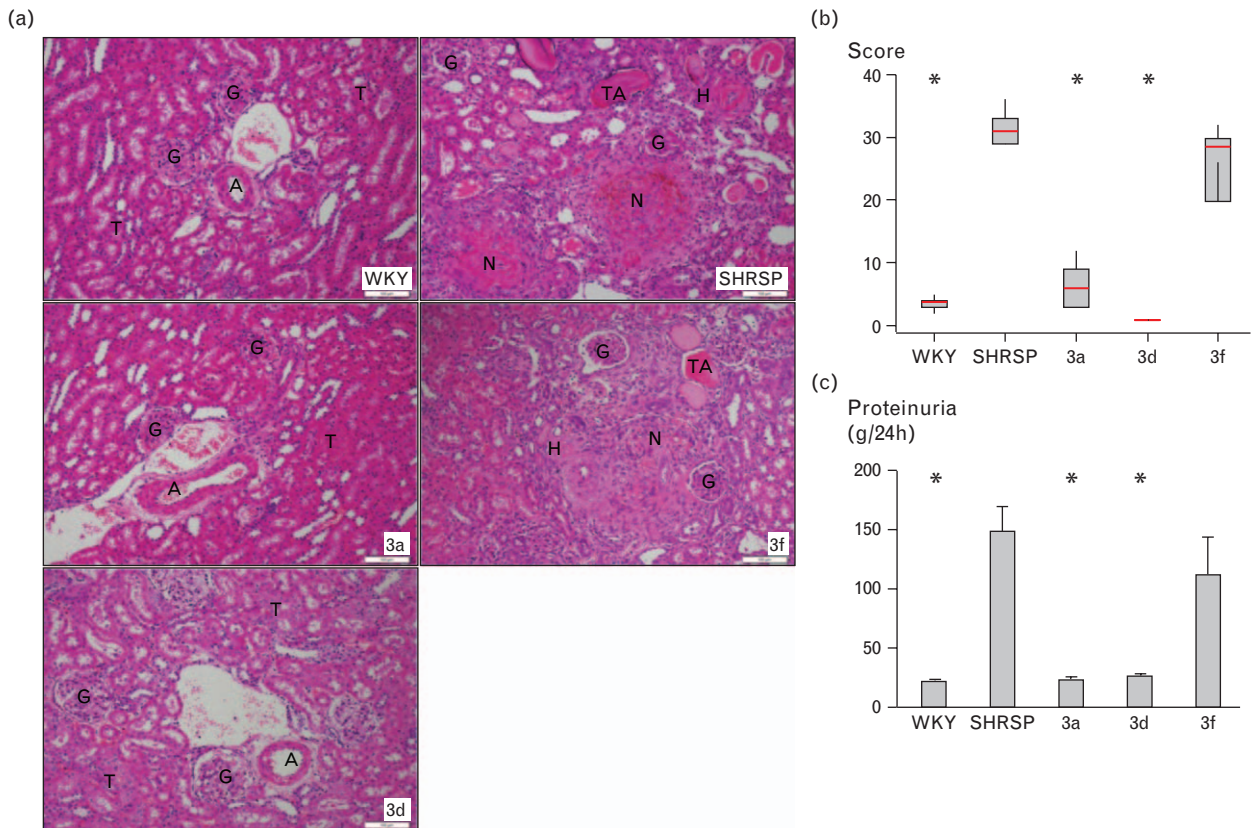 (a)
G
T
G
A
T
WKY
G
TA
H
G
N
N
SHRSP
G
G
T
A
3a
G
TA
H
N
G
3f
T
G
A
T
G
3d
(b)
Score
40
30
20
10
0
* * *
WKY SHRSP 3a 3d 3f
(c)
Proteinuria
(g/24h)
200
150
100
50
0
* * *
WKY SHRSP 3a 3d 3f